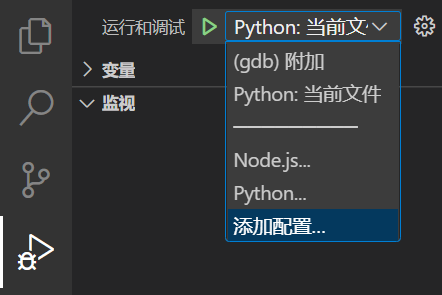 运行和调试 Python: 当前文
变量
监视
(gdb) 附加
Python: 当前文件
Node.js...
Python...
添加配置...